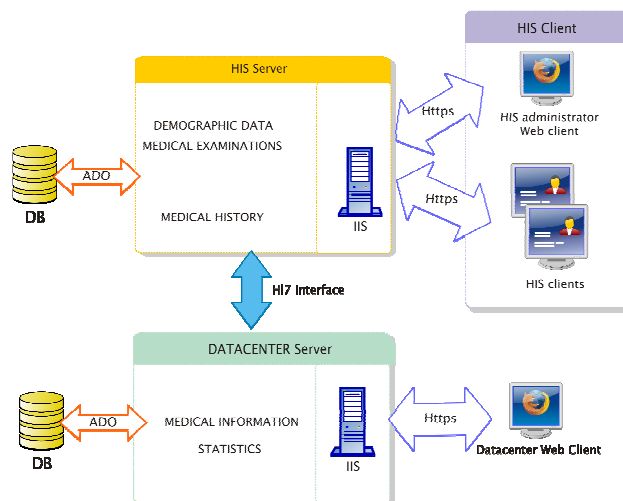 HIS Client
HIS Server
Https
HIS administrator
Web client
DEMOGRAPHIC DATA
MEDICAL EXAMINATIONS
ADO
DB
MEDICAL HISTORY
IIS
Https
HIS clients
Hl7 Interface
DATACENTER Server
ADO
DB
MEDICAL INFORMATION
STATISTICS
IIS
Https
Datacenter Web Client